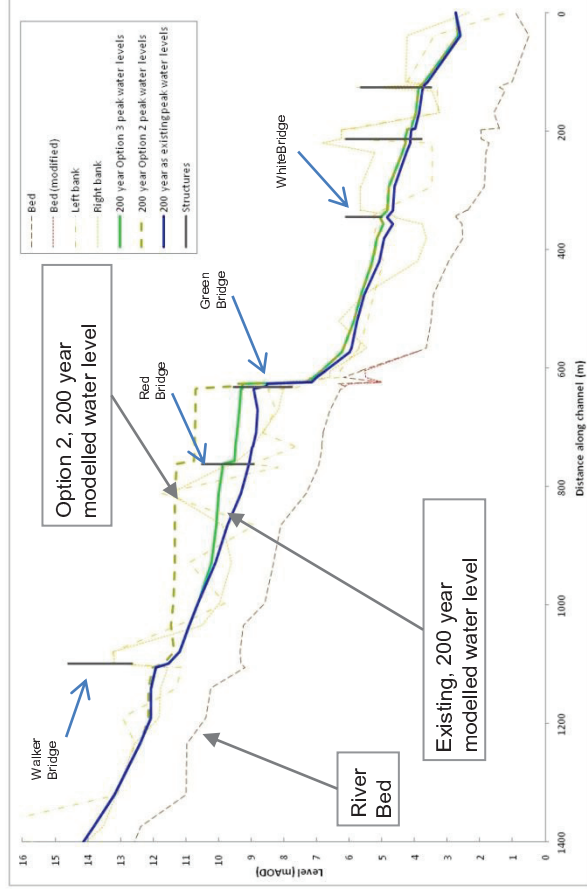 Bed
Bed (modified)
Left bank
Right bank
200 year Option 3 peak water levels
200 year Option 2 peak water levels
200 year as existing peak water levels
Structures
Option 2, 200 year
modelled water level
Walker
Bridge
Red
Bridge
Green
Bridge
WhiteBridge
River
Bed
Existing, 200 year
modelled water level
Level (mAOD)
16
15
14
13
12
11
10
9
8
7
6
5
4
3
2
1
0
1400
1200
1000
800
600
400
200
0
Distance along channel (m)